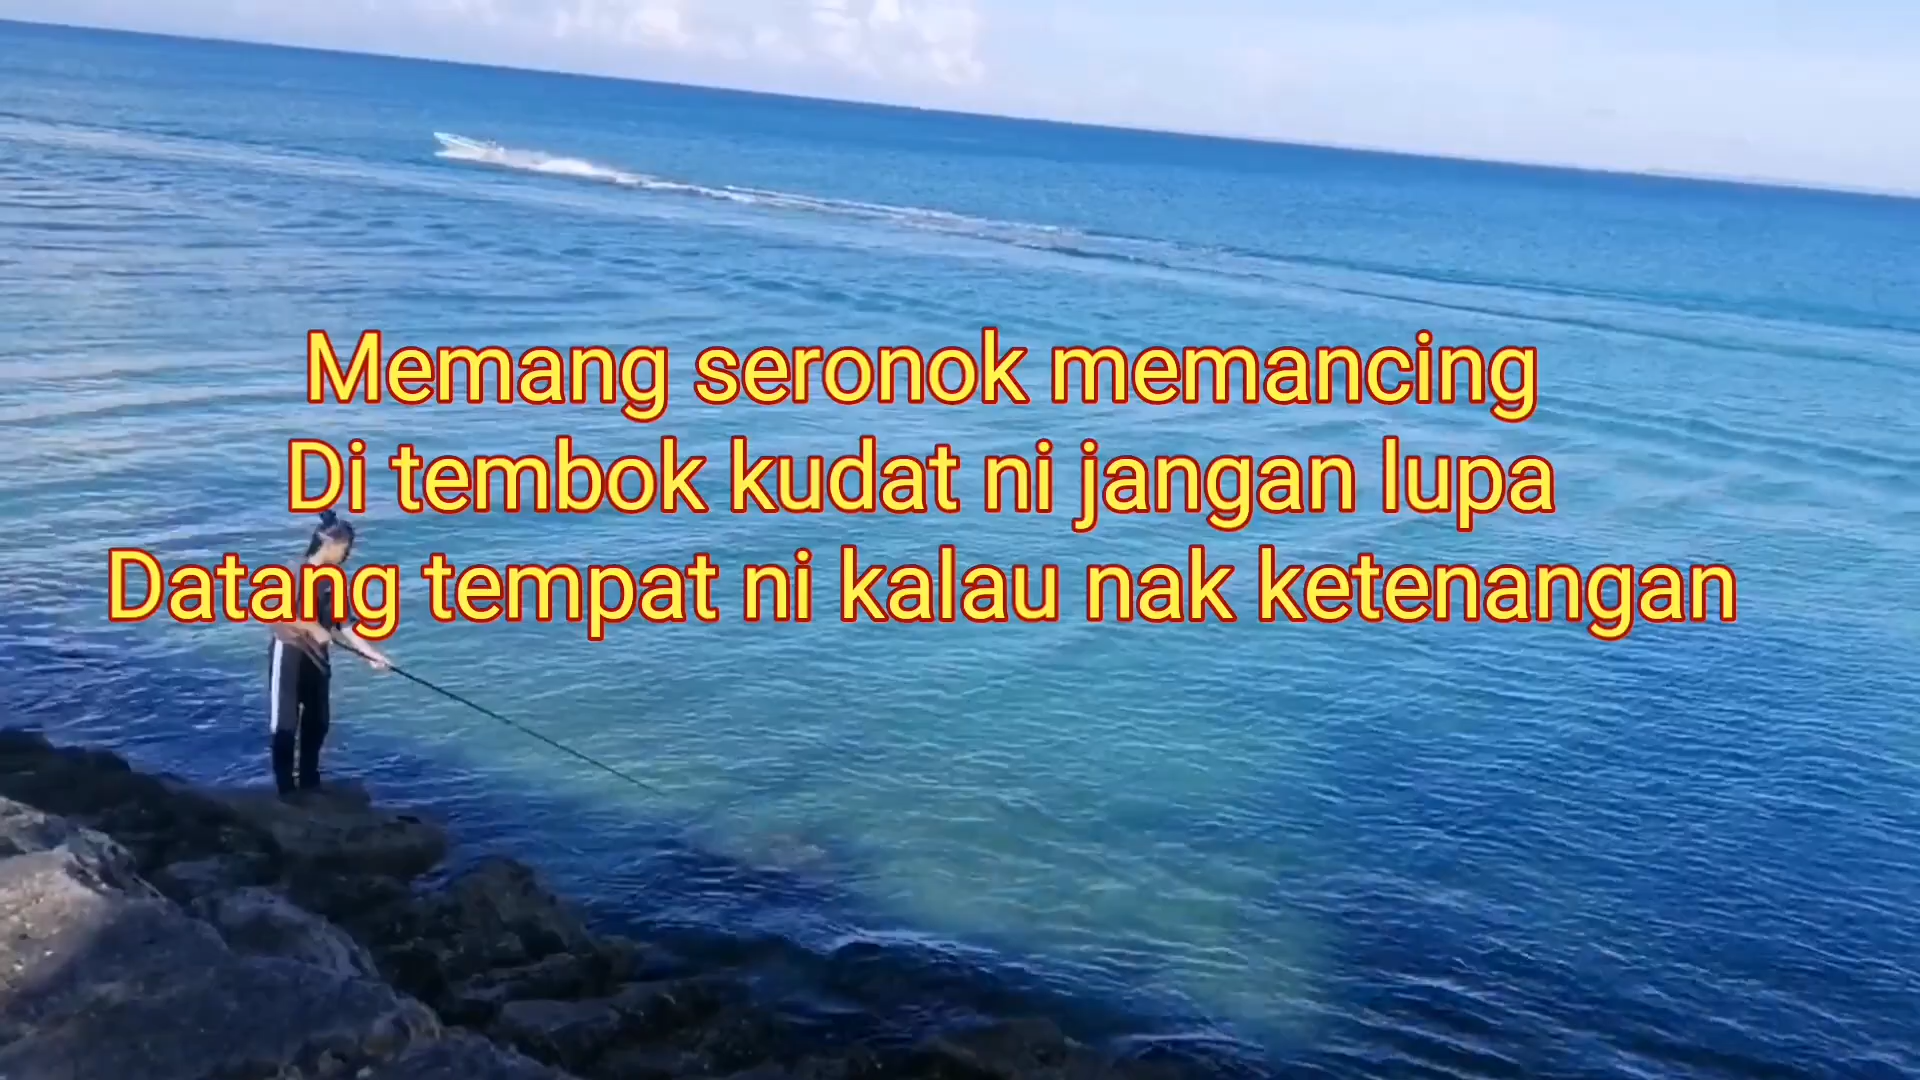 Memang seronok memancing
Di tembok kudat ni jangan lupa
Datang tempat ni kalau nak ketenangan